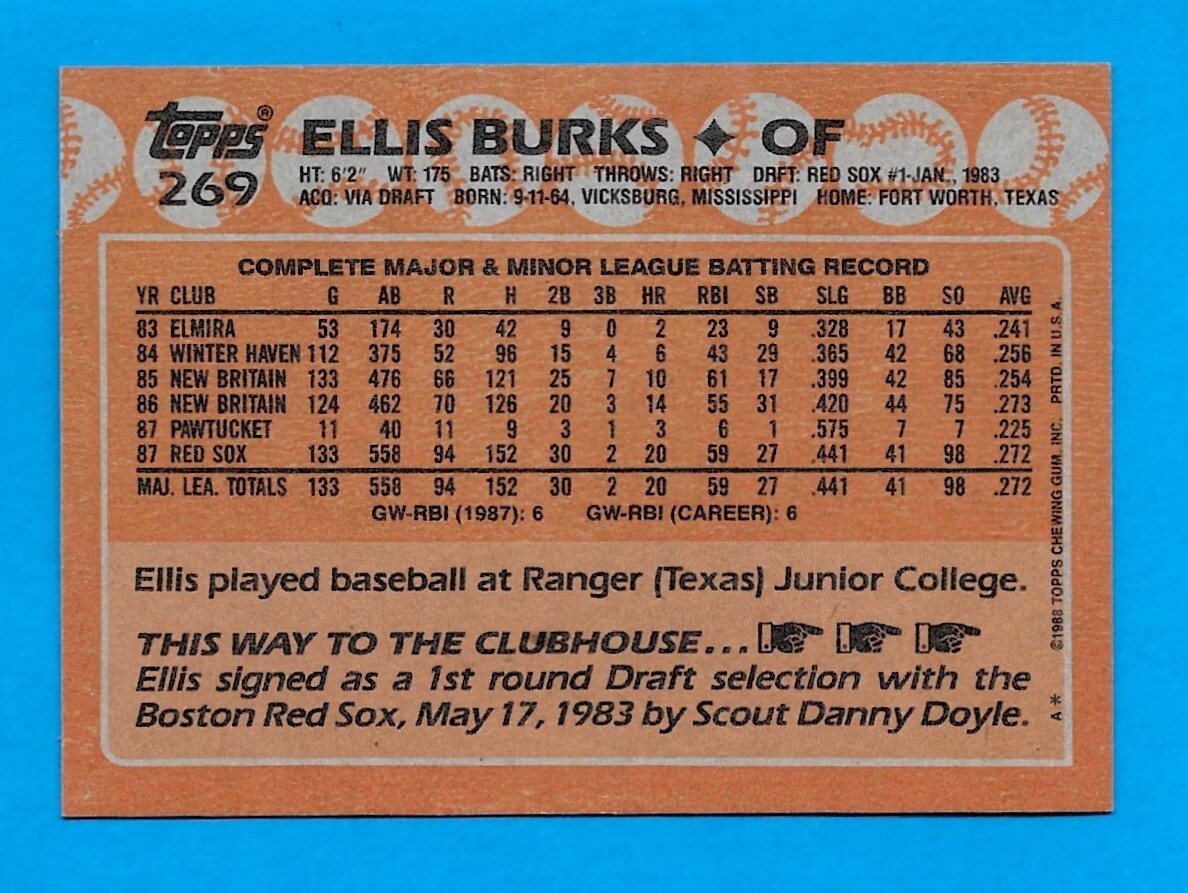 Topps® ELLIS BURKS ✦ OF
269 HT: 6'2" WT: 175 BATS: RIGHT THROWS: RIGHT DRFT: RED SOX #1-JAN., 1983
ACQ: VIA DRAFT BORN: 9-11-64, VICKSBURG, MISSISSIPPI HOME: FORT WORTH, TEXAS
COMPLETE MAJOR & MINOR LEAGUE BATTING RECORD
YR CLUB G AB R H 2B 3B HR RBI SB SLG BB SO AVG
83 ELMIRA 53 174 30 42 9 0 2 23 9 .328 17 43 .241
84 WINTER HAVEN 112 375 52 96 15 4 6 43 29 .365 42 68 .256
85 NEW BRITAIN 133 476 66 121 25 7 10 61 17 .399 42 85 .254
86 NEW BRITAIN 124 462 70 126 20 3 14 55 31 .420 44 75 .273
87 PAWTUCKET 11 40 11 9 3 1 3 6 1 .575 7 7 .225
87 RED SOX 133 558 94 152 30 2 20 59 27 .441 41 98 .272
MAJ. LEA. TOTALS 133 558 94 152 30 2 20 59 27 .441 41 98 .272
GW-RBI (1987): 6 GW-RBI (CAREER): 6
Ellis played baseball at Ranger (Texas) Junior College.
THIS WAY TO THE CLUBHOUSE...
Ellis signed as a 1st round Draft selection with the
Boston Red Sox, May 17, 1983 by Scout Danny Doyle.
A* ©1988 TOPPS CHEWING GUM, INC. PRTD. IN U.S.A.